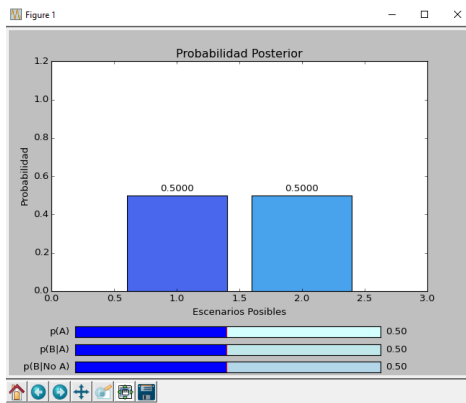 Figure 1
Probabilidad Posterior
1.2
1.0
0.8
0.6
0.4
0.2
0.0
Probabilidad
0.5000 0.5000
0.0 0.5 1.0 1.5 2.0 2.5 3.0
Escenarios Posibles
p(A) 0.50
p(B|A) 0.50
p(B|No A) 0.50